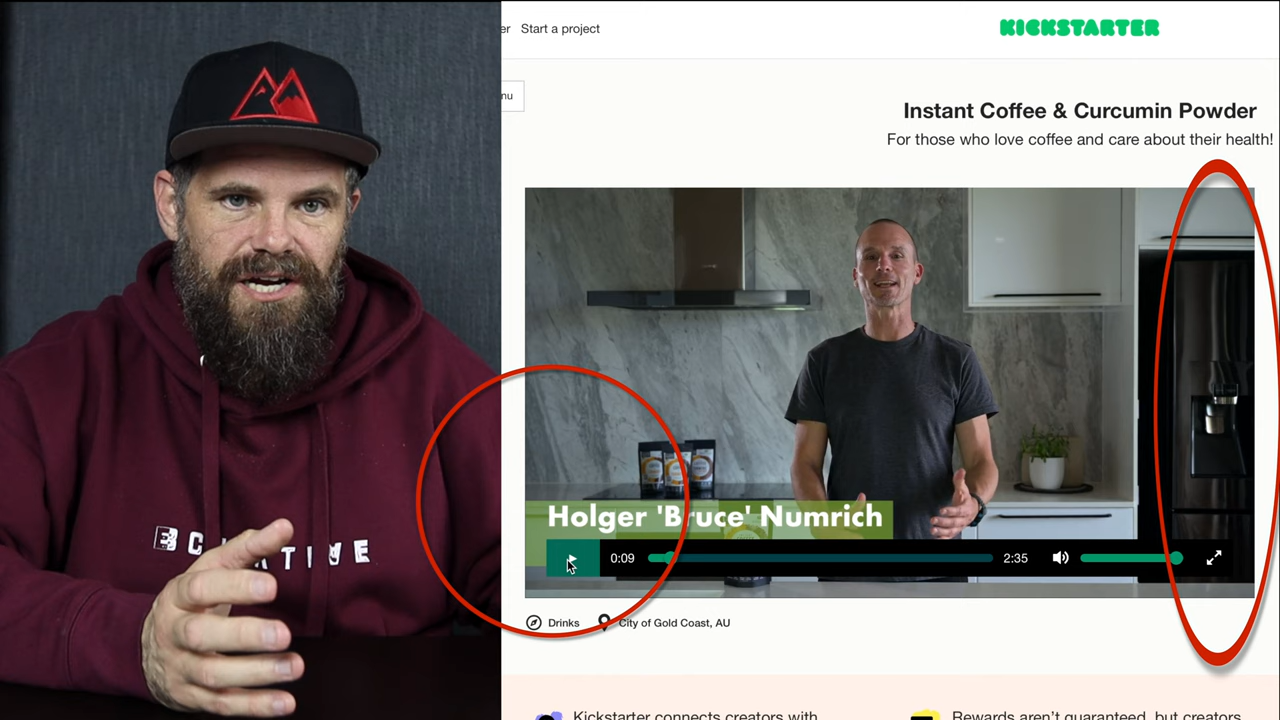 er Start a project
KICKSTARTER
nu
Instant Coffee & Curcumin Powder
For those who love coffee and care about their health!
Holger 'Bruce' Numrich
0:09
2:35
Drinks
City of Gold Coast, AU
Kickstarter connects creators with
Rewards aren't guaranteed, but creators